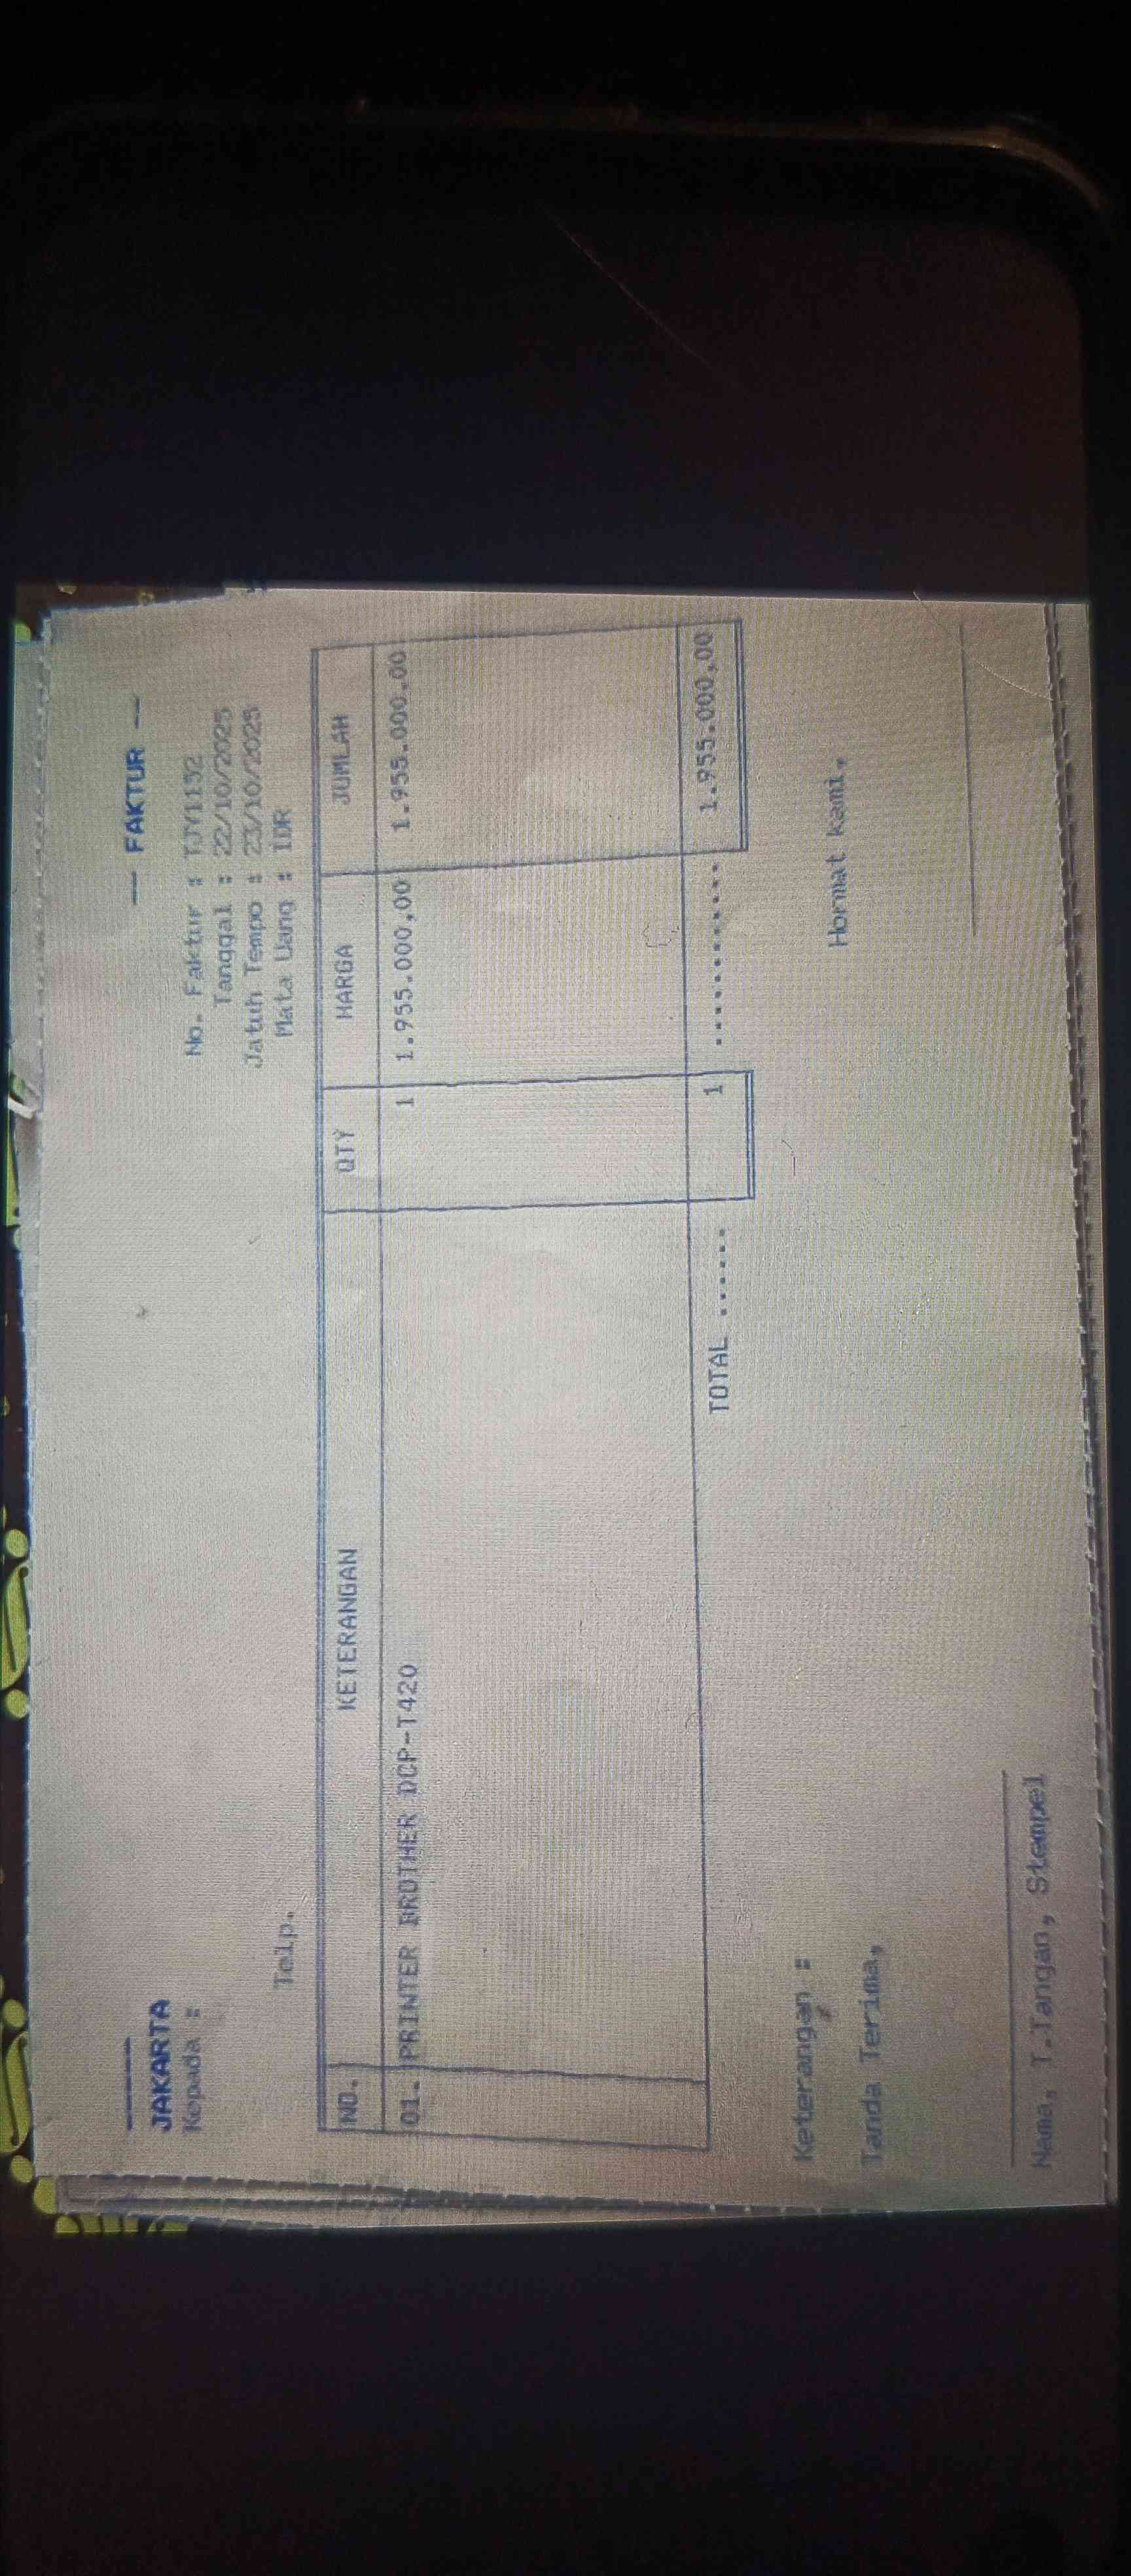 — FAKTUR —
JAKARTA
Kepada :
No. Faktur : TJY1132
Tanggal : 22/10/2025
Jatuh Tempo : 23/10/2025
Telp.
Mata Uang : IDR
NO. KETERANGAN QTY HARGA JUMLAH
01. PRINTER BROTHER DCP-T420 1 1.955.000,00 1.955.000,00
TOTAL ...... 1 ........... 1.955.000,00
Keterangan :
Tanda Terima,
Hormat kami,
Nama, T.Tangan, Stempel